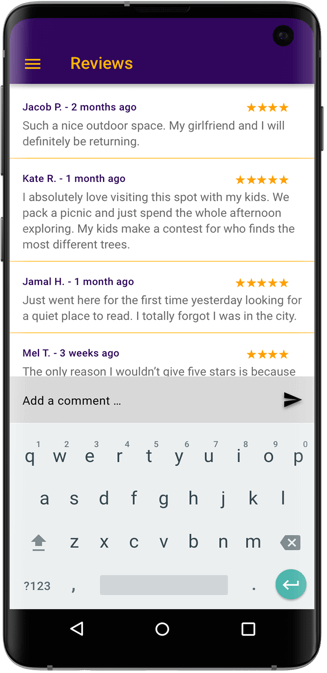 Reviews
Jacob P. - 2 months ago
Such a nice outdoor space. My girlfriend and I will
definitely be returning.
Kate R. - 1 month ago
I absolutely love visiting this spot with my kids. We
pack a picnic and just spend the whole afternoon
exploring. My kids make a contest for who finds the
most different trees.
Jamal H. - 1 month ago
Just went here for the first time yesterday looking for
a quiet place to read. I totally forgot I was in the city.
Mel T. - 3 weeks ago
The only reason I wouldn't give five stars is because
Add a comment ...
1 2 3 4 5 6 7 8 9 0
q w e r t y u i o p
a s d f g h j k l
z x c v b n m
?123 , .